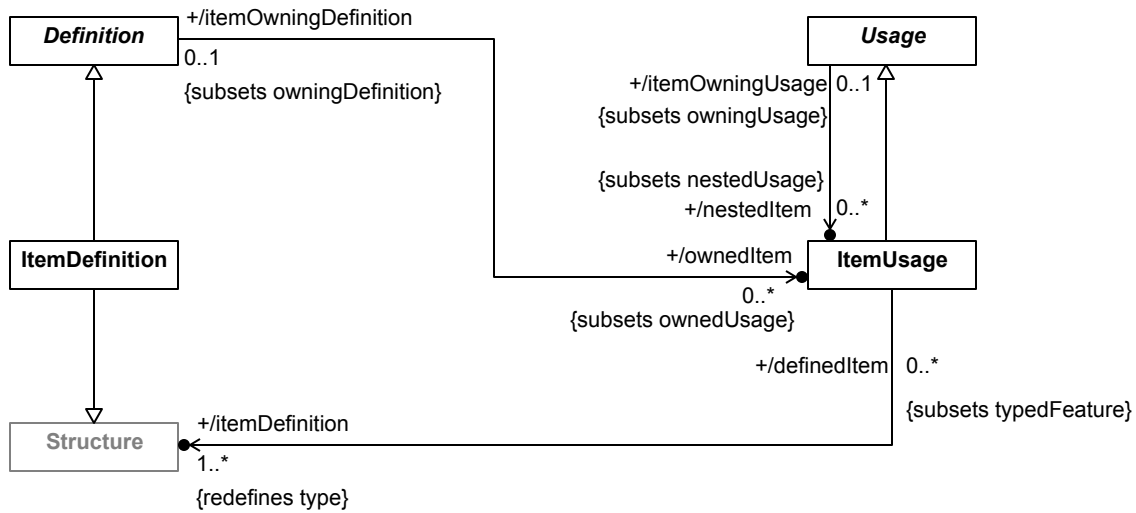 +/itemOwningDefinition
Definition
Usage
0..1
{subsets owningDefinition}
+/itemOwningUsage
0..1
{subsets owningUsage}
{subsets nestedUsage}
+/nestedItem
0..*
ItemDefinition
+/ownedItem
ItemUsage
0..*
{subsets ownedUsage}
+/definedItem
0..*
{subsets typedFeature}
+/itemDefinition
Structure
1..*
{redefines type}